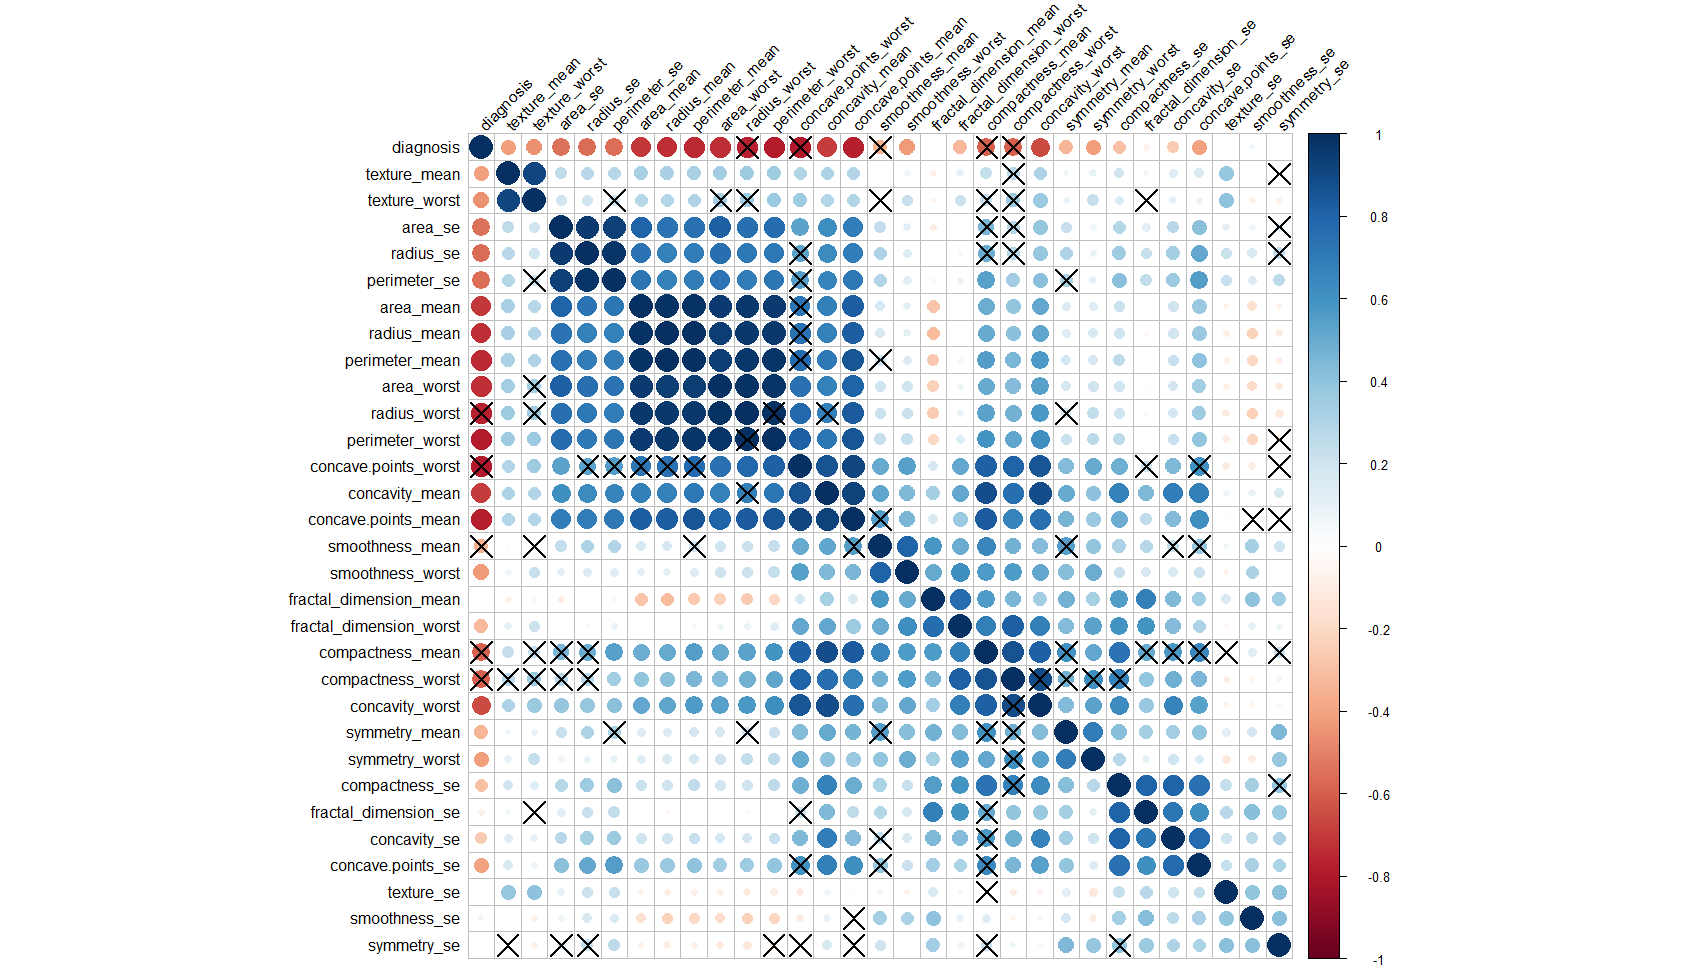 diagnosis
texture_mean
texture_worst
area_se
radius_se
perimeter_se
area_mean
radius_mean
perimeter_mean
area_worst
radius_worst
perimeter_worst
concave.points_worst
concavity_mean
concave.points_mean
smoothness_mean
smoothness_worst
fractal_dimension_mean
fractal_dimension_worst
compactness_mean
compactness_worst
concavity_worst
symmetry_mean
symmetry_worst
compactness_se
fractal_dimension_se
concavity_se
concave.points_se
texture_se
smoothness_se
symmetry_se
diagnosis
texture_mean
texture_worst
area_se
radius_se
perimeter_se
area_mean
radius_mean
perimeter_mean
area_worst
radius_worst
perimeter_worst
concave.points_worst
concavity_mean
concave.points_mean
smoothness_mean
smoothness_worst
fractal_dimension_mean
fractal_dimension_worst
compactness_mean
compactness_worst
concavity_worst
symmetry_mean
symmetry_worst
compactness_se
fractal_dimension_se
concavity_se
concave.points_se
texture_se
smoothness_se
symmetry_se
1
0.8
0.6
0.4
0.2
0
-0.2
-0.4
-0.6
-0.8
-1